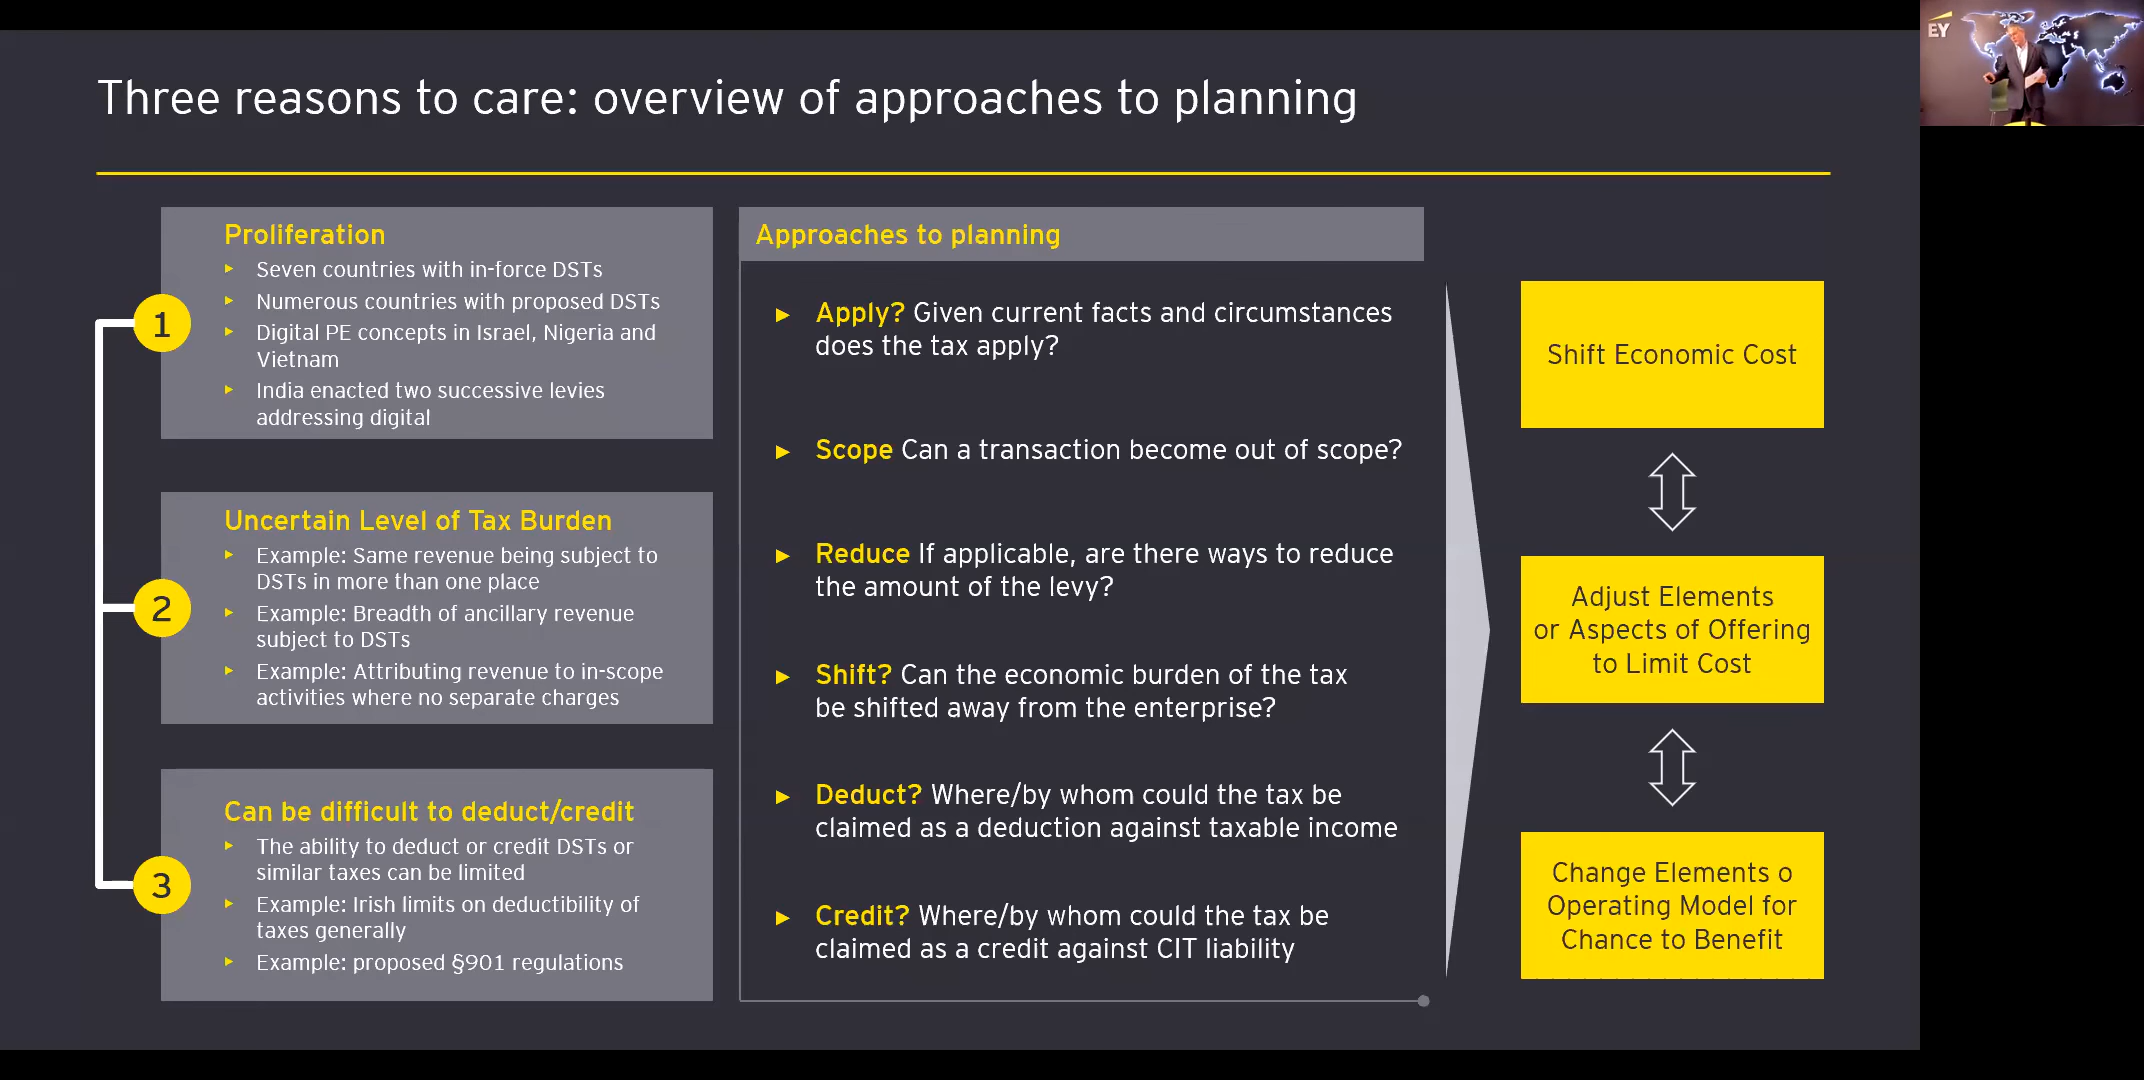 Three reasons to care: overview of approaches to planning
EY
1
Proliferation
▸ Seven countries with in-force DSTs
▸ Numerous countries with proposed DSTs
▸ Digital PE concepts in Israel, Nigeria and
Vietnam
▸ India enacted two successive levies
addressing digital
2
Uncertain Level of Tax Burden
▸ Example: Same revenue being subject to
DSTs in more than one place
▸ Example: Breadth of ancillary revenue
subject to DSTs
▸ Example: Attributing revenue to in-scope
activities where no separate charges
3
Can be difficult to deduct/credit
▸ The ability to deduct or credit DSTs or
similar taxes can be limited
▸ Example: Irish limits on deductibility of
taxes generally
▸ Example: proposed §901 regulations
Approaches to planning
► Apply? Given current facts and circumstances
does the tax apply?
► Scope Can a transaction become out of scope?
► Reduce If applicable, are there ways to reduce
the amount of the levy?
► Shift? Can the economic burden of the tax
be shifted away from the enterprise?
► Deduct? Where/by whom could the tax be
claimed as a deduction against taxable income
► Credit? Where/by whom could the tax be
claimed as a credit against CIT liability
Shift Economic Cost
Adjust Elements
or Aspects of Offering
to Limit Cost
Change Elements o
Operating Model for
Chance to Benefit